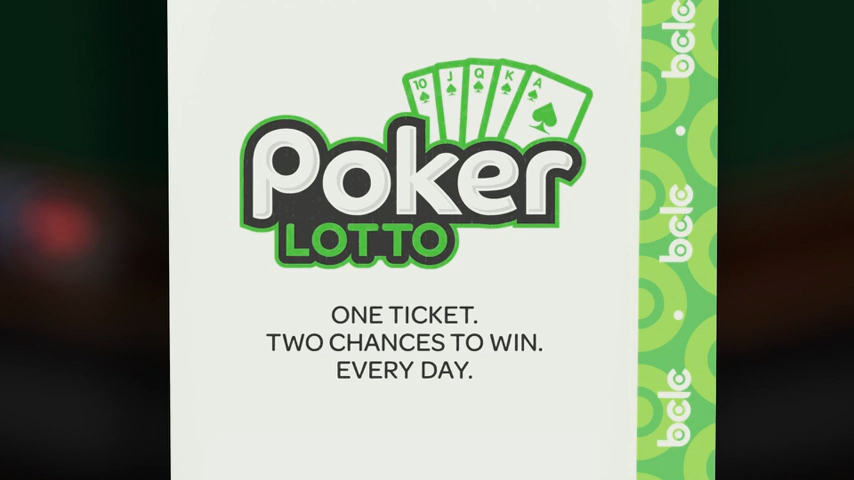 10 J Q K A
Poker
LOTTO
ONE TICKET.
TWO CHANCES TO WIN.
EVERY DAY.
bclc
bclc
bclc